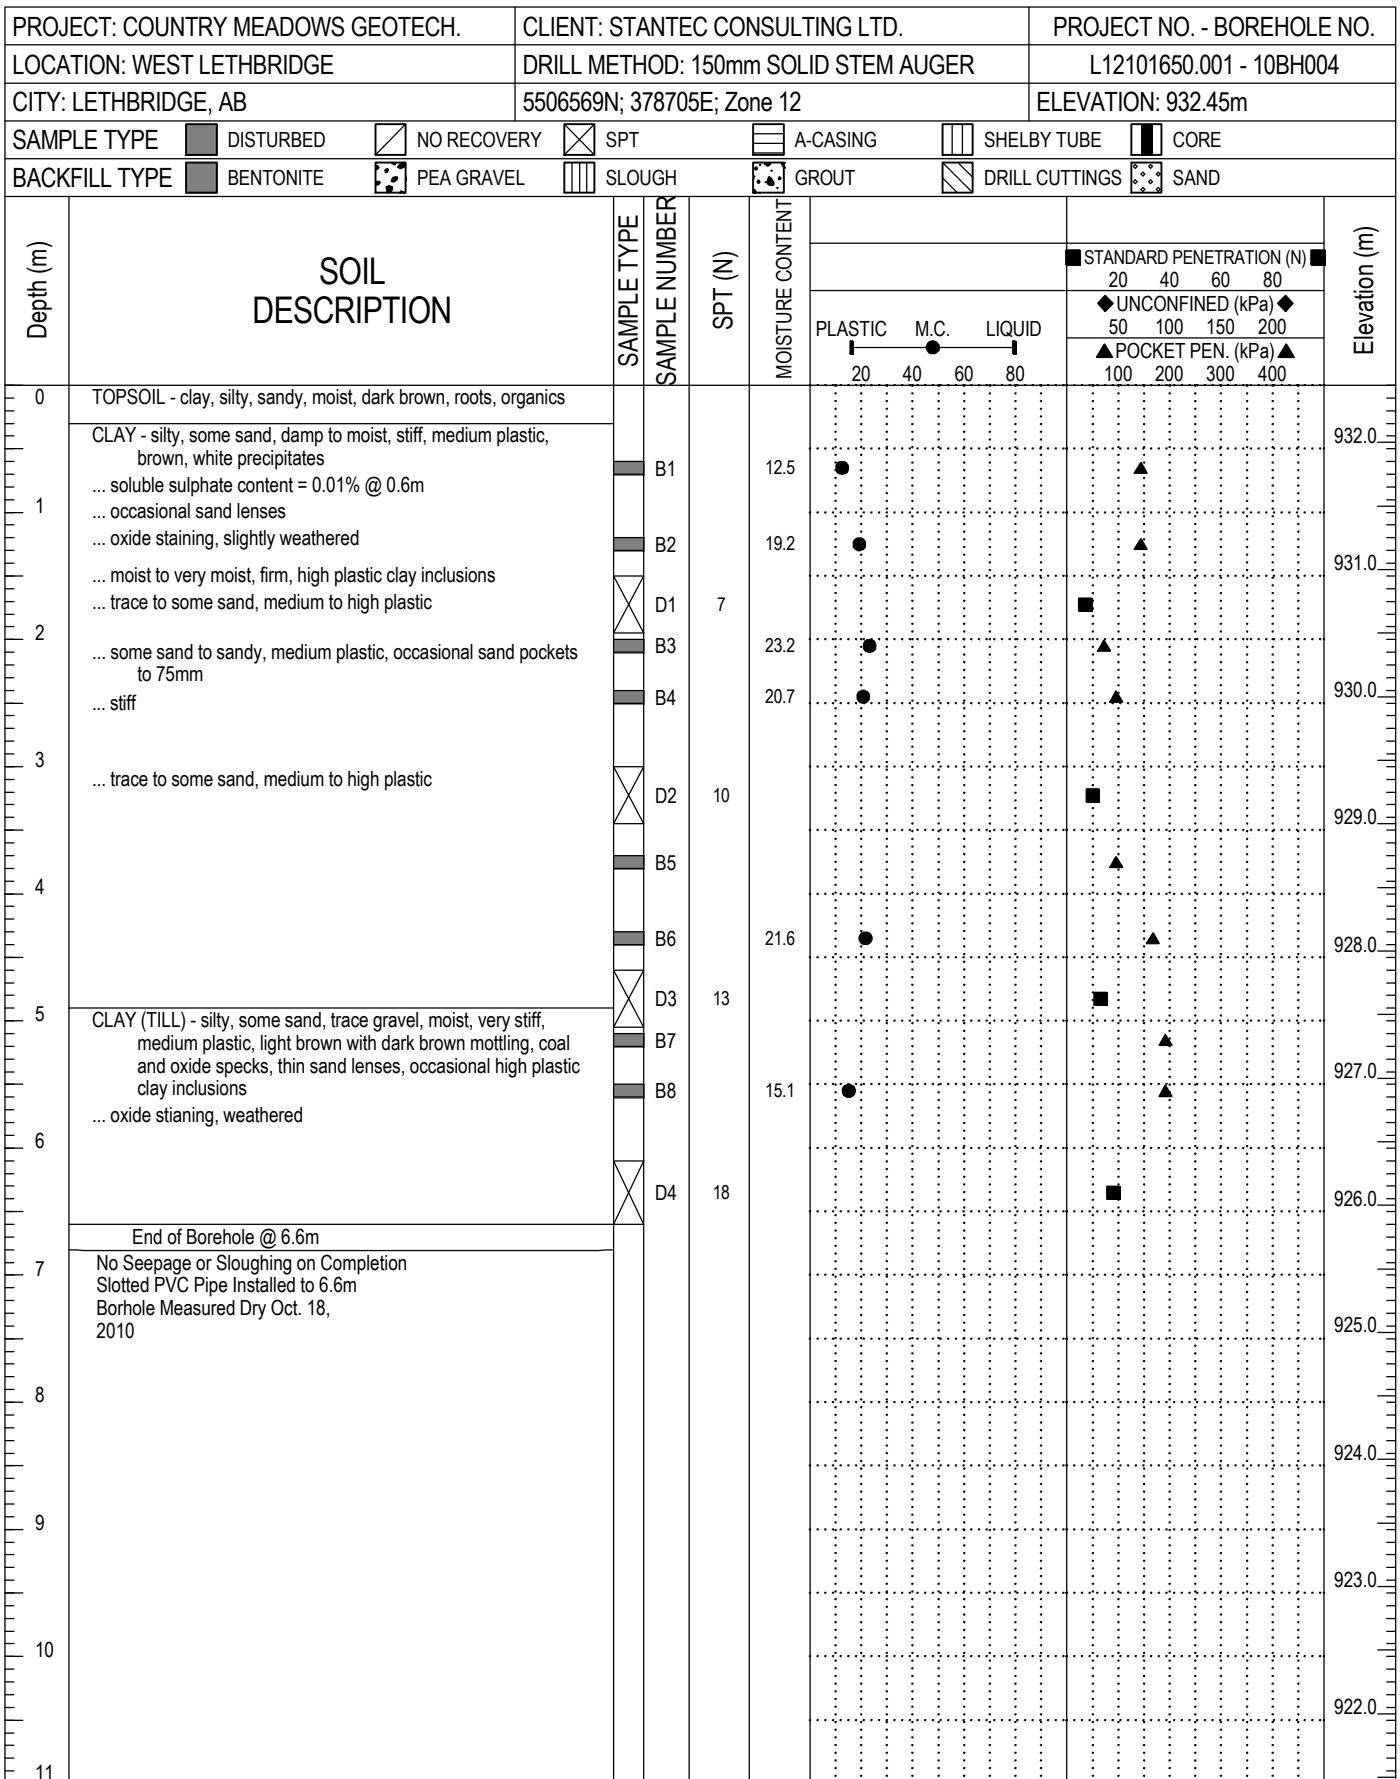 PROJECT: COUNTRY MEADOWS GEOTECH. CLIENT: STANTEC CONSULTING LTD. PROJECT NO. - BOREHOLE NO.
LOCATION: WEST LETHBRIDGE DRILL METHOD: 150mm SOLID STEM AUGER L12101650.001 - 10BH004
CITY: LETHBRIDGE, AB 5506569N; 378705E; Zone 12 ELEVATION: 932.45m
SAMPLE TYPE DISTURBED NO RECOVERY SPT A-CASING SHELBY TUBE CORE
BACKFILL TYPE BENTONITE PEA GRAVEL SLOUGH GROUT DRILL CUTTINGS SAND
Depth (m)
SOIL
DESCRIPTION
SAMPLE TYPE
SAMPLE NUMBER
SPT (N)
MOISTURE CONTENT
PLASTIC M.C. LIQUID
20 40 60 80
STANDARD PENETRATION (N)
20 40 60 80
UNCONFINED (kPa)
50 100 150 200
POCKET PEN. (kPa)
100 200 300 400
Elevation (m)
0 TOPSOIL - clay, silty, sandy, moist, dark brown, roots, organics
CLAY - silty, some sand, damp to moist, stiff, medium plastic, 932.0
brown, white precipitates
B1 12.5
... soluble sulphate content = 0.01% @ 0.6m
1 ... occasional sand lenses
... oxide staining, slightly weathered
B2 19.2
931.0
... moist to very moist, firm, high plastic clay inclusions
... trace to some sand, medium to high plastic D1 7
2
... some sand to sandy, medium plastic, occasional sand pockets B3 23.2
to 75mm
... stiff B4 20.7 930.0
3
... trace to some sand, medium to high plastic
D2 10
929.0
B5
4
B6 21.6
928.0
D3 13
5 CLAY (TILL) - silty, some sand, trace gravel, moist, very stiff,
medium plastic, light brown with dark brown mottling, coal B7
and oxide specks, thin sand lenses, occasional high plastic
927.0
clay inclusions B8 15.1
... oxide stianing, weathered
6
D4 18
926.0
End of Borehole @ 6.6m
No Seepage or Sloughing on Completion
7
Slotted PVC Pipe Installed to 6.6m
Borhole Measured Dry Oct. 18,
2010
925.0
8
924.0
9
923.0
10
922.0
11